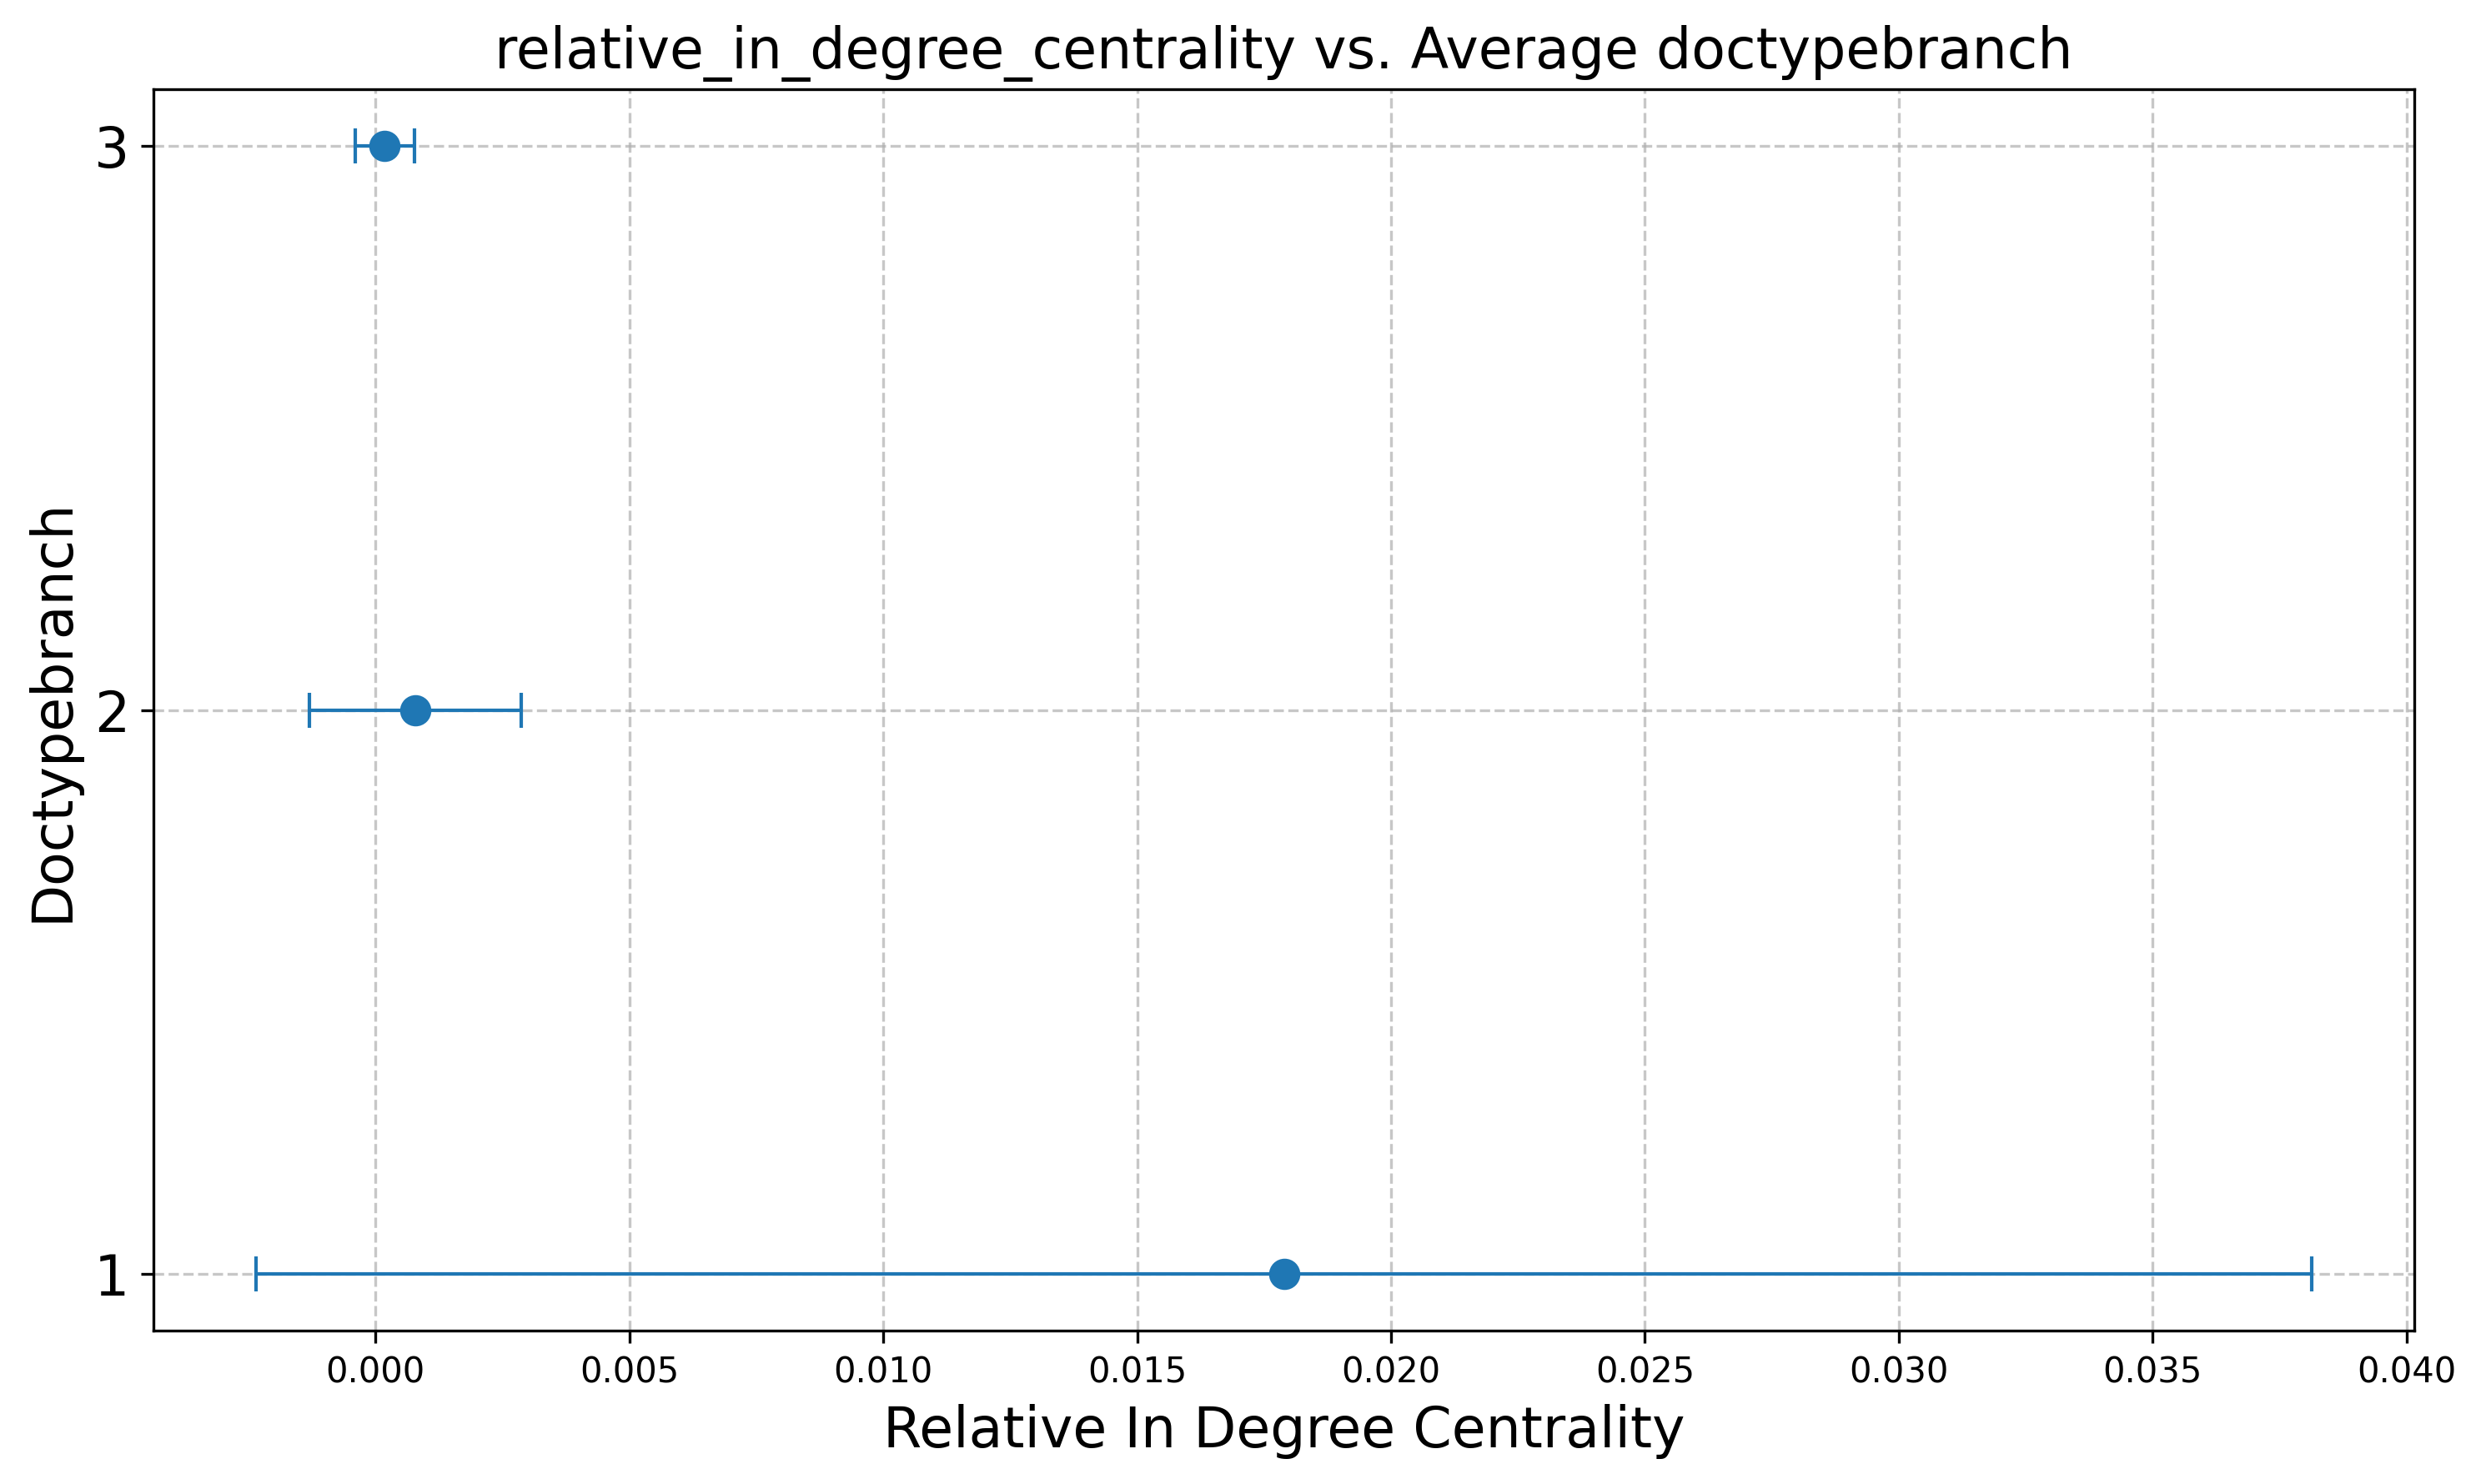 relative_in_degree_centrality vs. Average doctypebranch
3
2
1
Doctypebranch
0.000 0.005 0.010 0.015 0.020 0.025 0.030 0.035 0.040
Relative In Degree Centrality